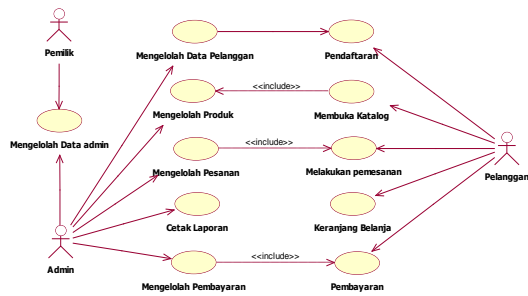 Pemilik
Mengelolah Data Pelanggan
Pendaftaran
<<include>>
Mengelolah Produk
Membuka Katalog
Mengelolah Data admin
<<include>>
Mengelolah Pesanan
Melakukan pemesanan
Pelanggan
Cetak Laporan
Keranjang Belanja
<<include>>
Admin
Mengelolah Pembayaran
Pembayaran